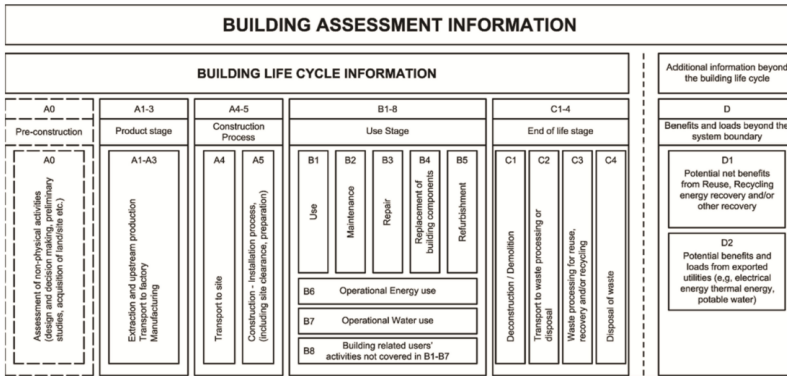 BUILDING ASSESSMENT INFORMATION
BUILDING LIFE CYCLE INFORMATION
Additional information beyond
the building life cycle
A0
Pre-construction
A1-3
Product stage
A4-5
Construction
Process
B1-8
Use Stage
C1-4
End of life stage
D
Benefits and loads beyond the
system boundary
A0
Assessment of non-physical activities
(design and decision making, preliminary
studies, acquisition of land/site etc.)
A1-A3
Extraction and upstream production
Transport to factory
Manufacturing
A4
Transport to site
A5
Construction - Installation process,
(including site clearance, preparation)
B1
Use
B2
Maintenance
B3
Repair
B4
Replacement of
building components
B5
Refurbishment
B6 Operational Energy use
B7 Operational Water use
B8 Building related users'
activities not covered in B1-B7
C1
Deconstruction / Demolition
C2
Transport to waste processing or
disposal
C3
Waste processing for reuse,
recovery and/or recycling
C4
Disposal of waste
D1
Potential net benefits
from Reuse, Recycling
energy recovery and/or
other recovery
D2
Potential benefits and
loads from exported
utilities (e,g, electrical
energy thermal energy,
potable water)